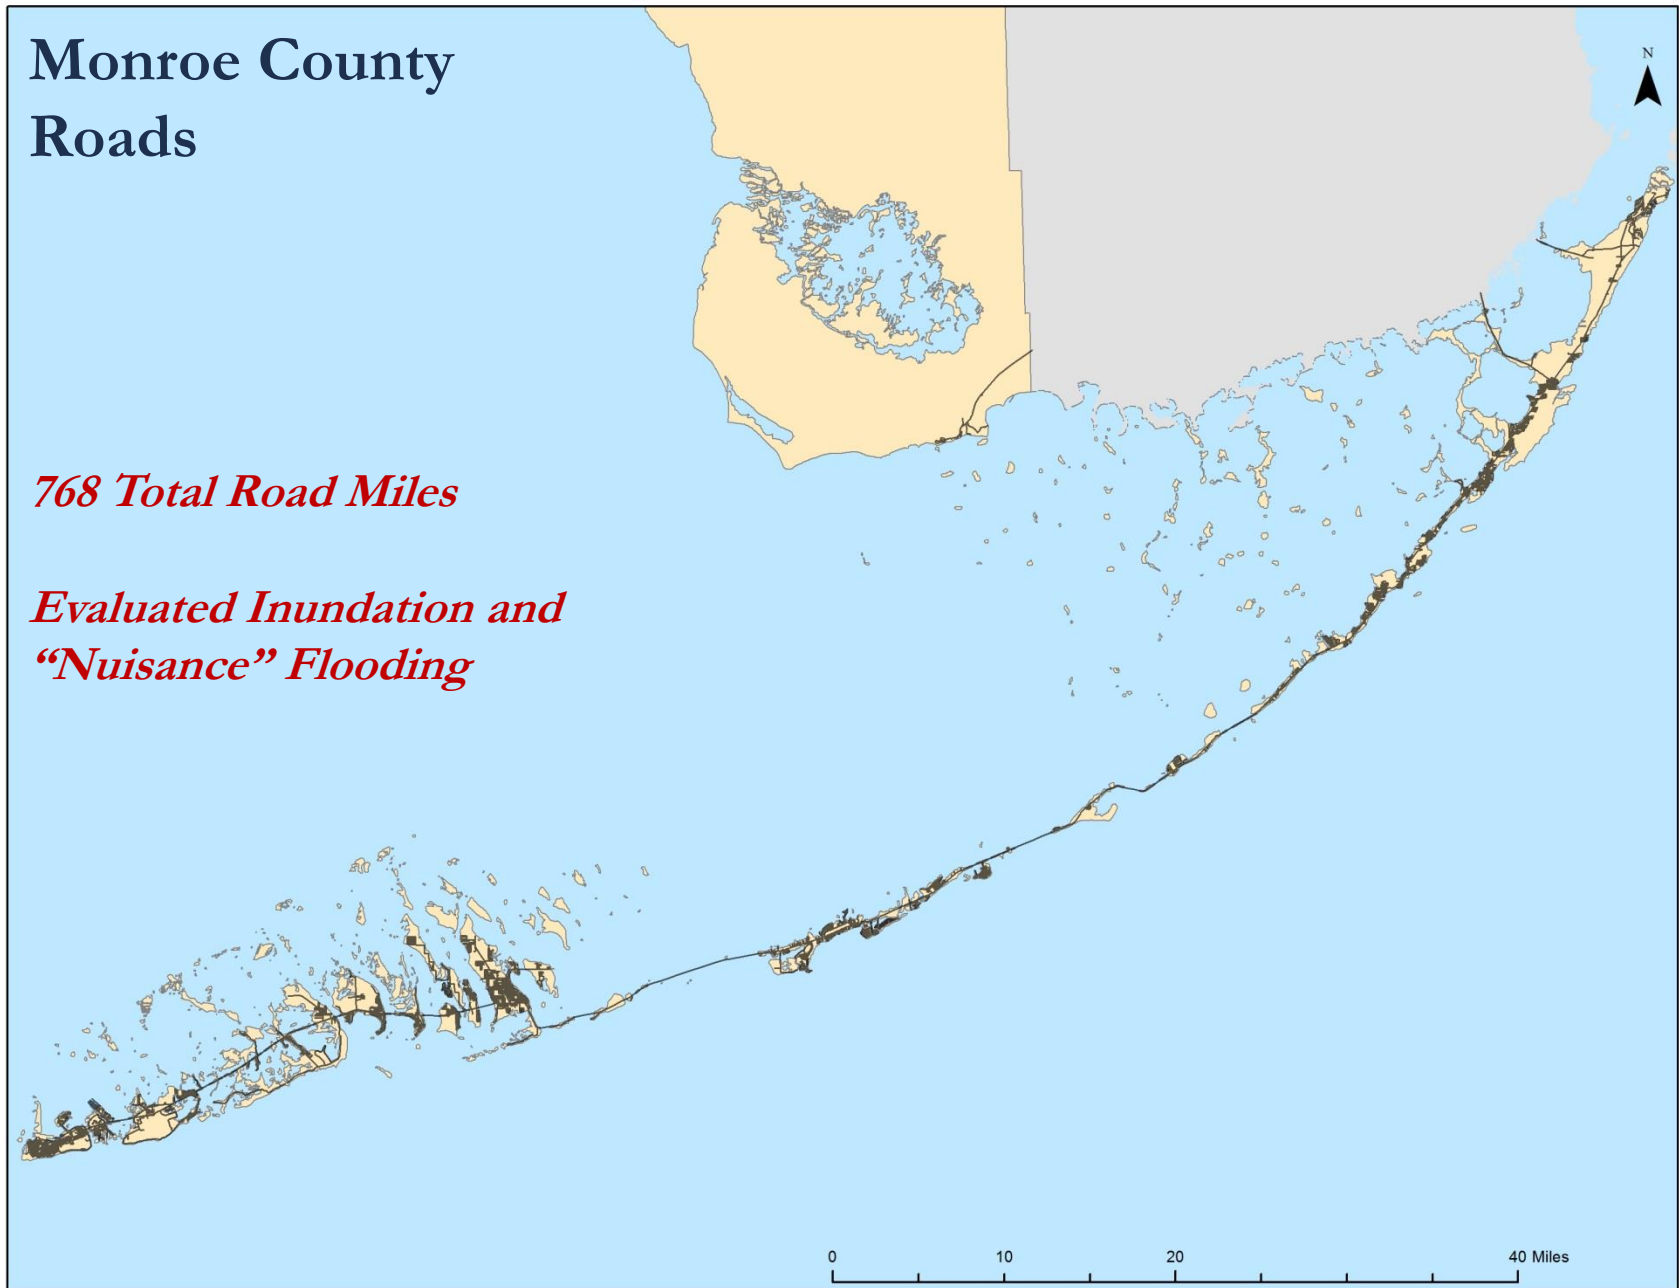 Monroe County
Roads
N
768 Total Road Miles
Evaluated Inundation and
“Nuisance” Flooding
0 10 20 40 Miles